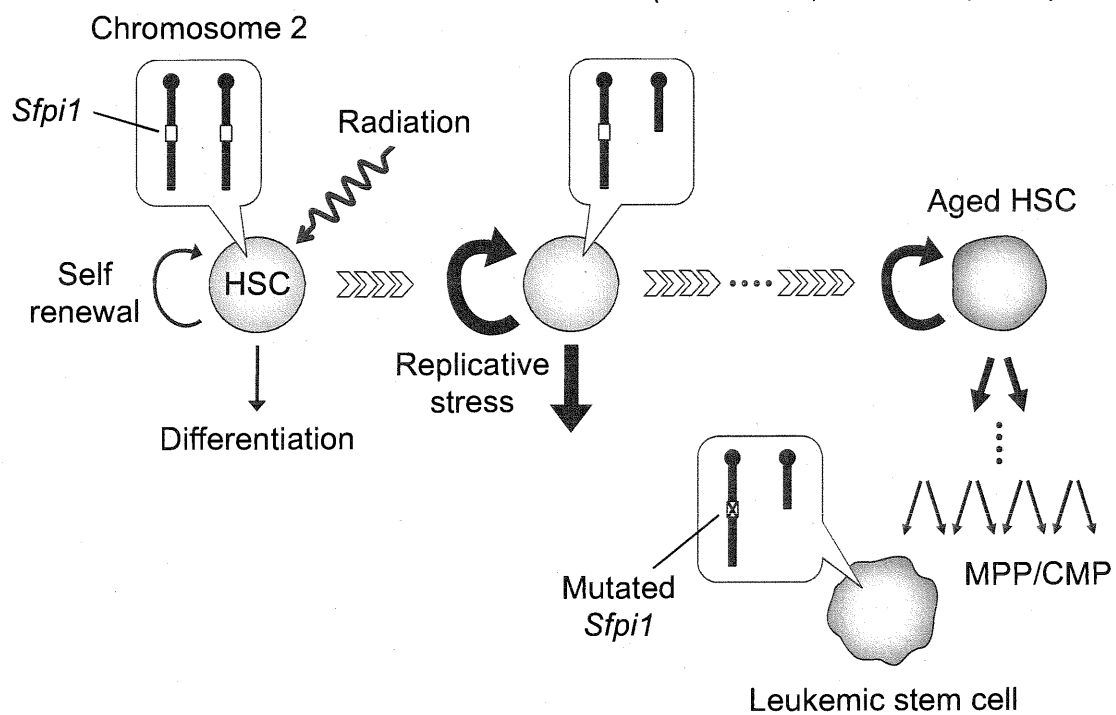 Chromosome 2
Sfpi1
Radiation
Aged HSC
Self
renewal
HSC
Replicative
stress
Differentiation
Mutated
Sfpi1
MPP/CMP
Leukemic stem cell